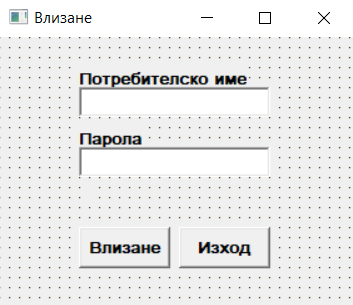 Влизане
Потребителско име
Парола
Влизане Изход